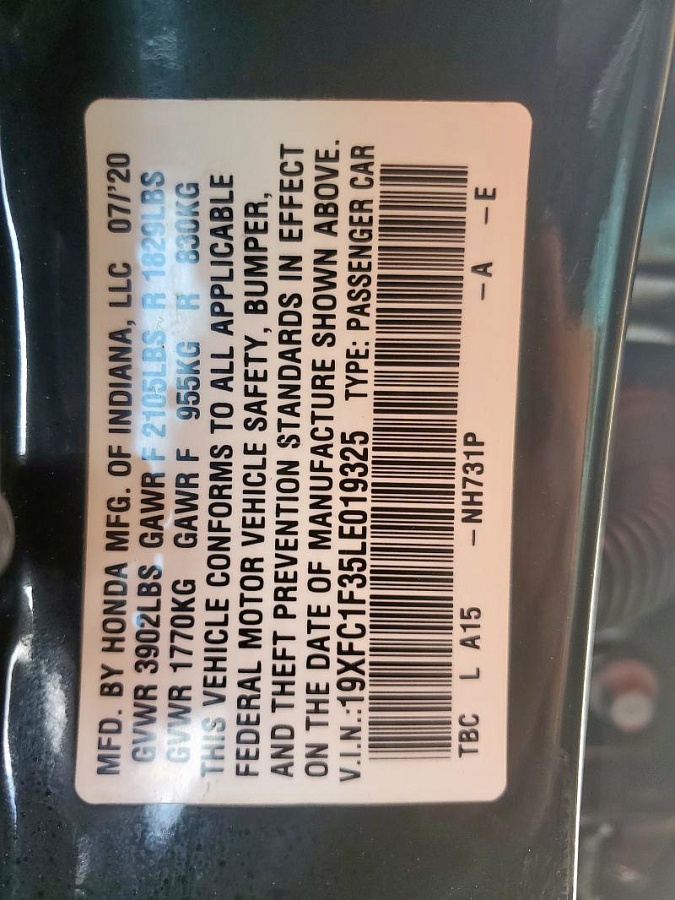 MFD. BY HONDA MFG. OF INDIANA, LLC 07/'20
GVWR 3902LBS GAWR F 2105LBS R 1829LBS
GVWR 1770KG GAWR F 955KG R 830KG
THIS VEHICLE CONFORMS TO ALL APPLICABLE
FEDERAL MOTOR VEHICLE SAFETY, BUMPER,
AND THEFT PREVENTION STANDARDS IN EFFECT
ON THE DATE OF MANUFACTURE SHOWN ABOVE.
V.I.N.:19XFC1F35LE019325 TYPE: PASSENGER CAR
TBC L A15 -NH731P -A -E